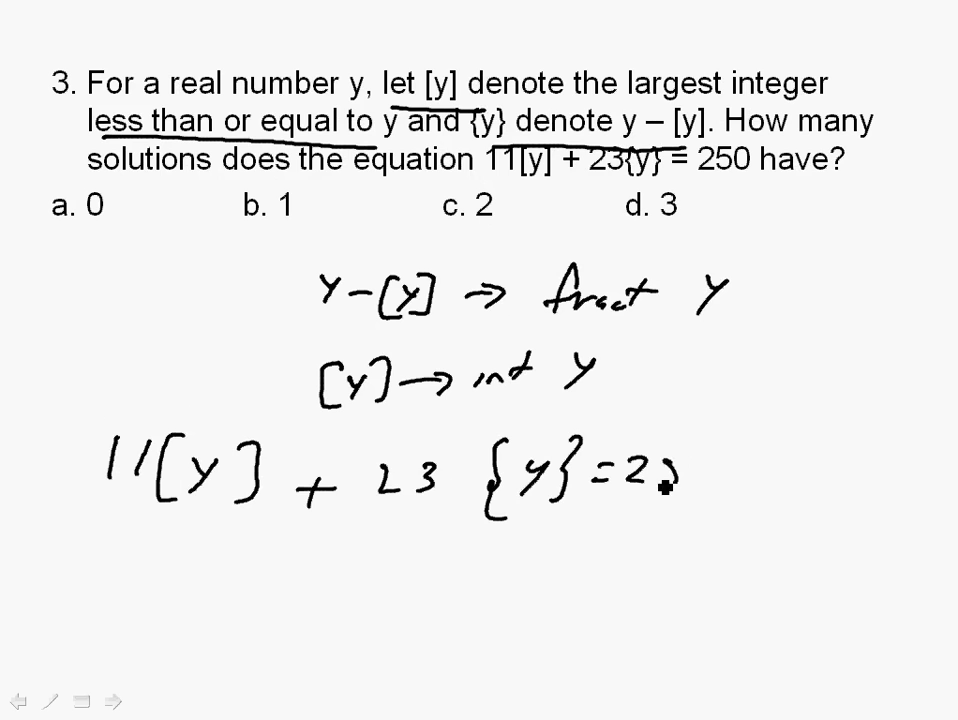 3. For a real number y, let [y] denote the largest integer
less than or equal to y and {y} denote y – [y]. How many
solutions does the equation 11[y] + 23{y} = 250 have?
a. 0 b. 1 c. 2 d. 3
y - [y] → fract y
[y] → int y
11[y] + 23 {y} = 2